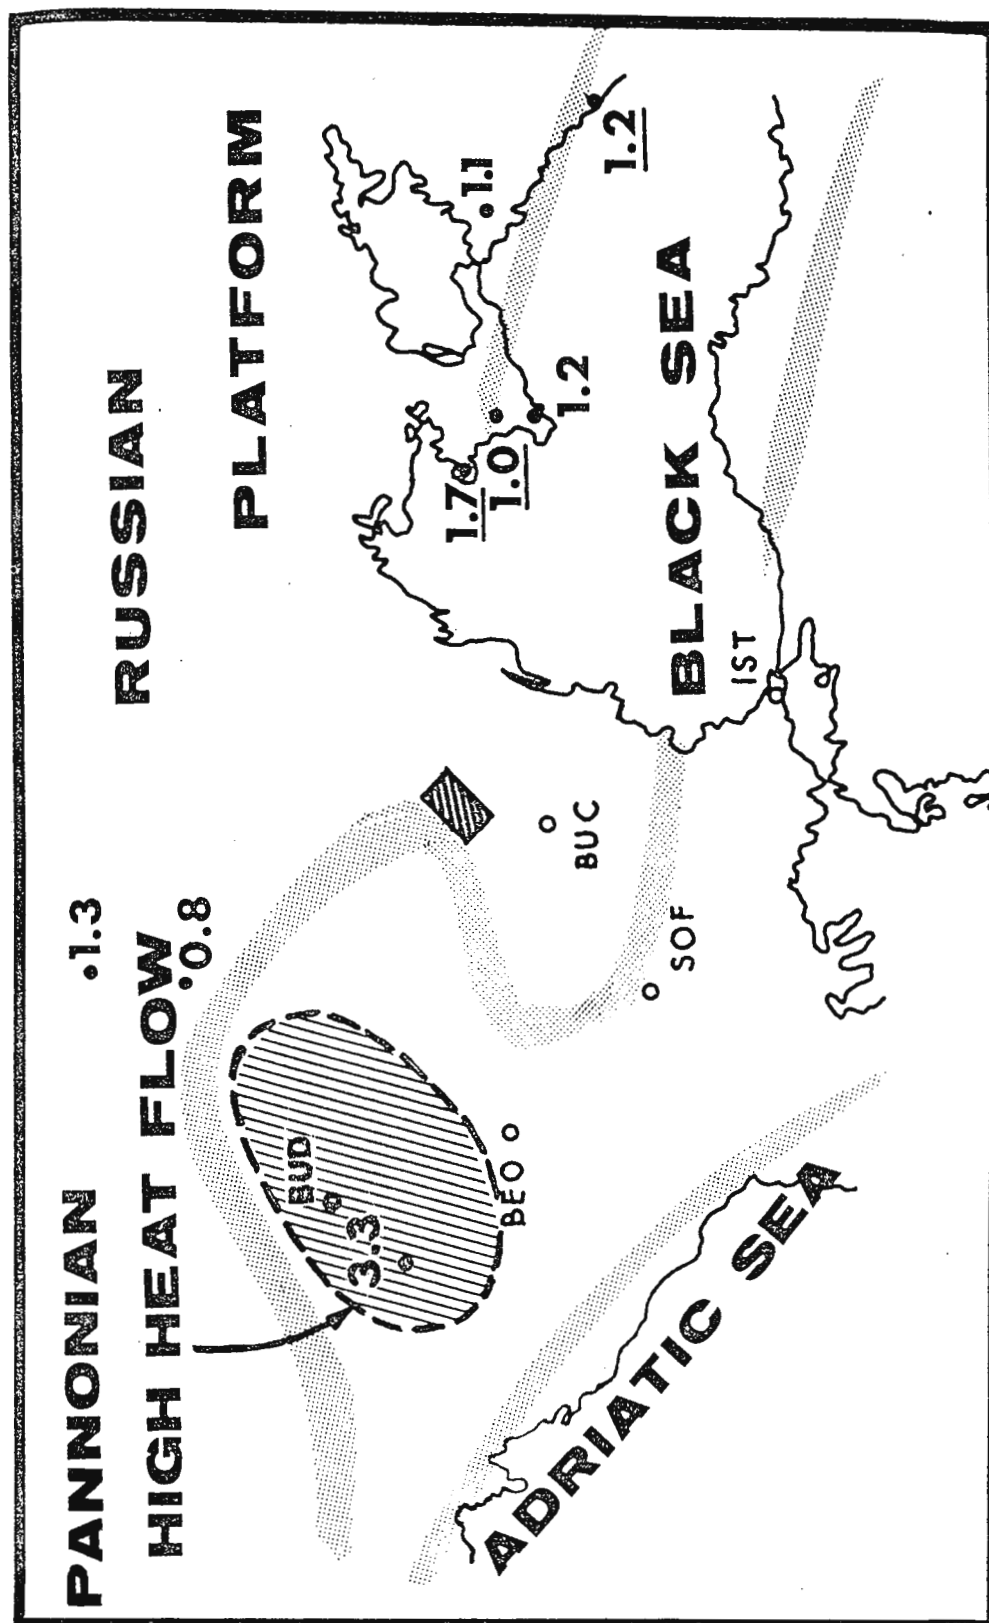 PANNONIAN
HIGH HEAT FLOW
.1.3
.0.8
RUSSIAN
PLATFORM
BUD
3.3
BEO
SOF
BUC
IST
1.7
1.0
1.2
1.1
1.2
BLACK SEA
ADRIATIC SEA